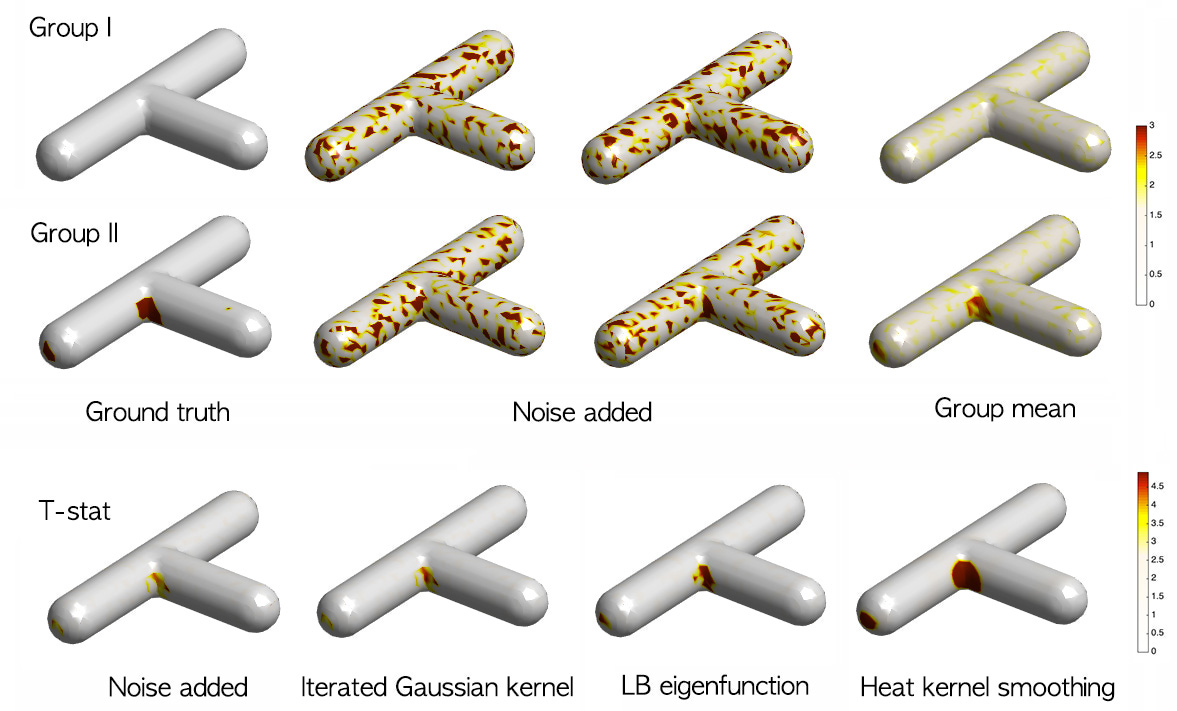 Group I
3
2.5
2
1.5
1
0.5
0
Group II
Ground truth
Noise added
Group mean
T-stat
4.5
4
3.5
3
2.5
2
1.5
1
0.5
0
Noise added
Iterated Gaussian kernel
LB eigenfunction
Heat kernel smoothing